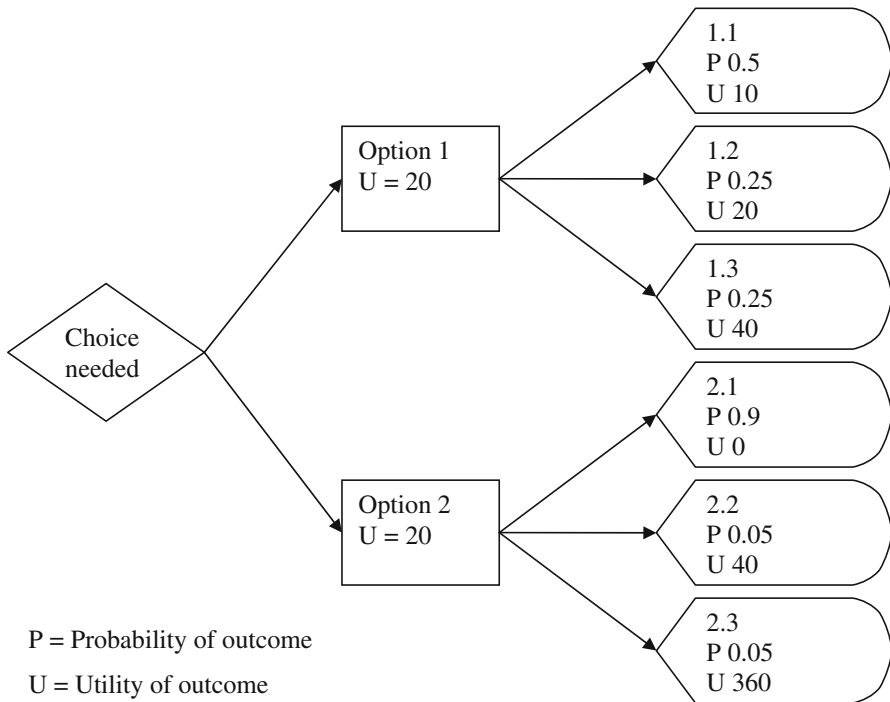 Choice
needed
Option 1
U = 20
1.1
P 0.5
U 10
1.2
P 0.25
U 20
1.3
P 0.25
U 40
Option 2
U = 20
2.1
P 0.9
U 0
2.2
P 0.05
U 40
2.3
P 0.05
U 360
P = Probability of outcome
U = Utility of outcome